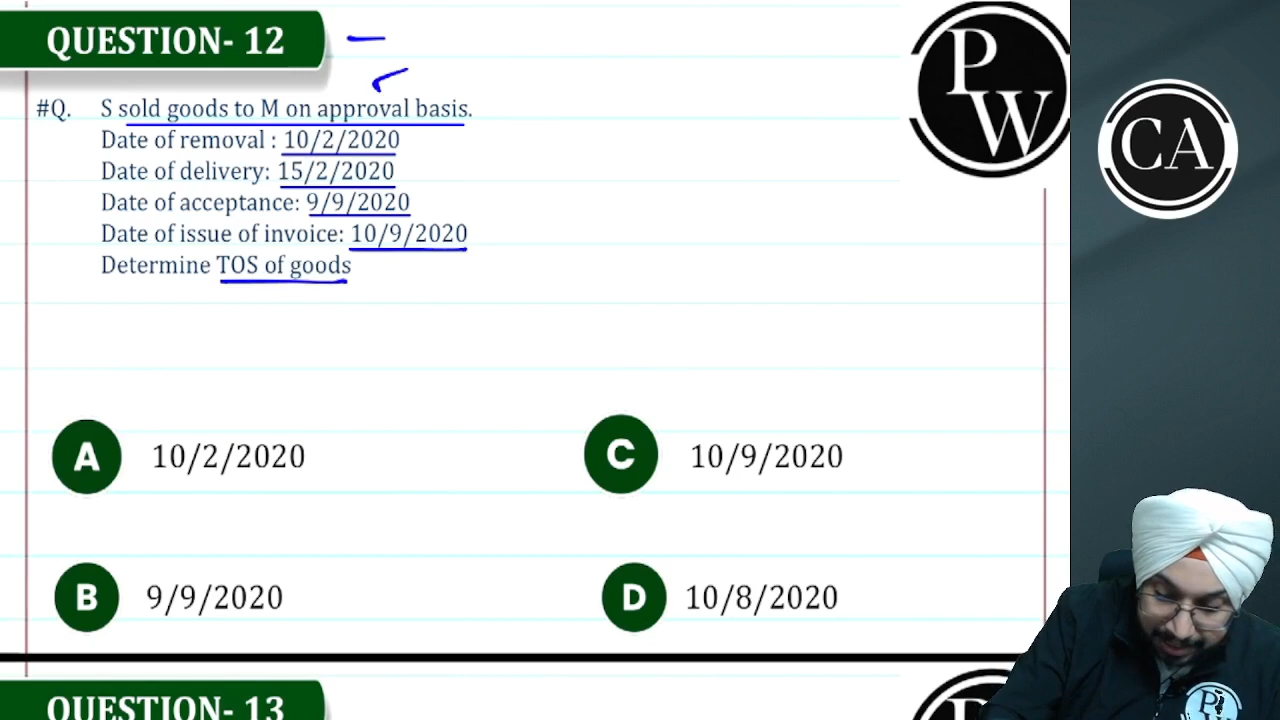 QUESTION- 12
#Q. S sold goods to M on approval basis.
Date of removal : 10/2/2020
Date of delivery: 15/2/2020
Date of acceptance: 9/9/2020
Date of issue of invoice: 10/9/2020
Determine TOS of goods
A 10/2/2020
C 10/9/2020
B 9/9/2020
D 10/8/2020
QUESTION- 13
PW
CA
PW